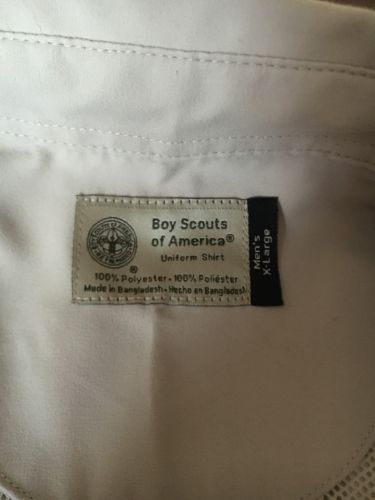 Boy Scouts
of America®
Uniform Shirt
®
100% Polyester • 100% Poliéster
Made in Bangladesh • Hecho en Bangladesh
Men's
X-Large